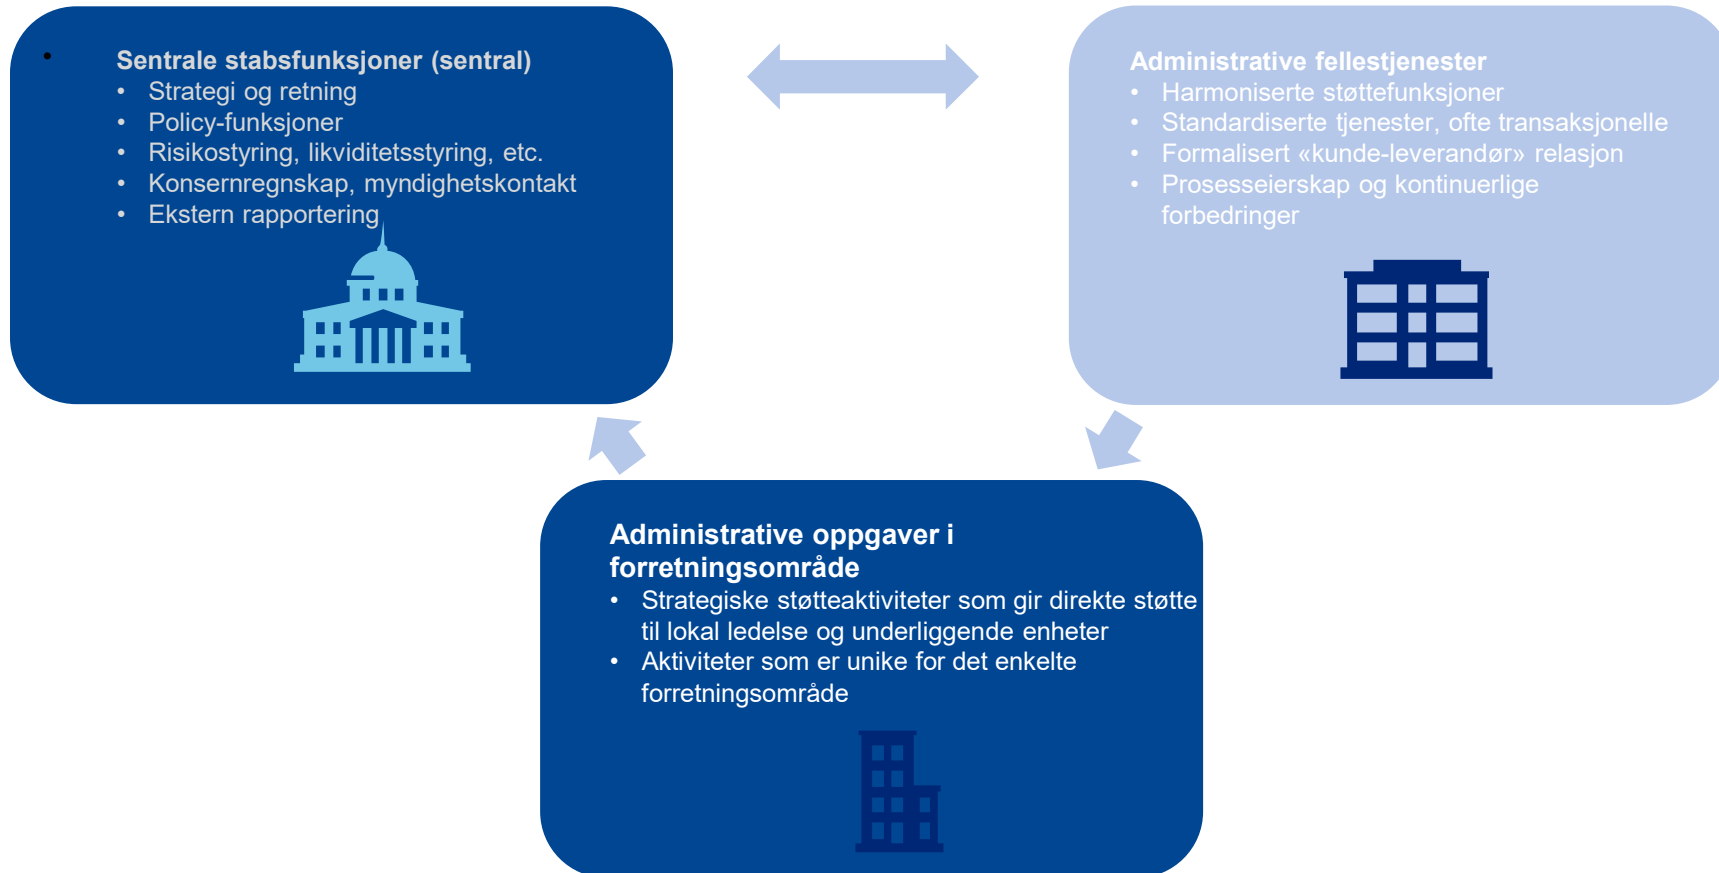 • Sentrale stabsfunksjoner (sentral)
• Strategi og retning
• Policy-funksjoner
• Risikostyring, likviditetsstyring, etc.
• Konsernregnskap, myndighetskontakt
• Ekstern rapportering
Administrative fellestjenester
• Harmoniserte støttefunksjoner
• Standardiserte tjenester, ofte transaksjonelle
• Formalisert «kunde-leverandør» relasjon
• Prosesseierskap og kontinuerlige
forbedringer
Administrative oppgaver i
forretningsområde
• Strategiske støtteaktiviteter som gir direkte støtte
til lokal ledelse og underliggende enheter
• Aktiviteter som er unike for det enkelte
forretningsområde